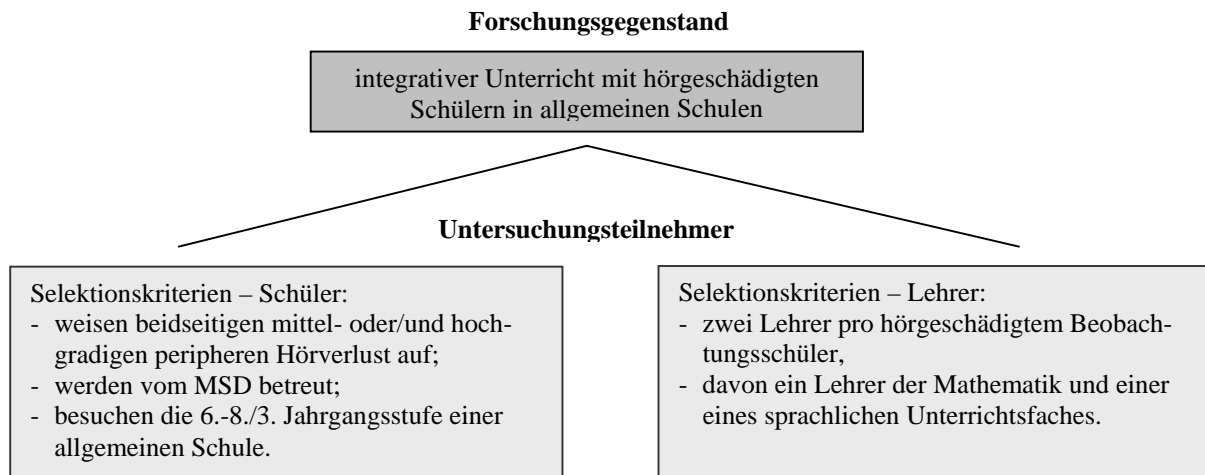 Forschungsgegenstand
integrativer Unterricht mit hörgeschädigten
Schülern in allgemeinen Schulen
Untersuchungsteilnehmer
Selektionskriterien – Schüler:
- weisen beidseitigen mittel- oder/und hoch-
gradigen peripheren Hörverlust auf;
- werden vom MSD betreut;
- besuchen die 6.-8./3. Jahrgangsstufe einer
allgemeinen Schule.
Selektionskriterien – Lehrer:
- zwei Lehrer pro hörgeschädigtem Beobach-
tungsschüler,
- davon ein Lehrer der Mathematik und einer
eines sprachlichen Unterrichtsfaches.